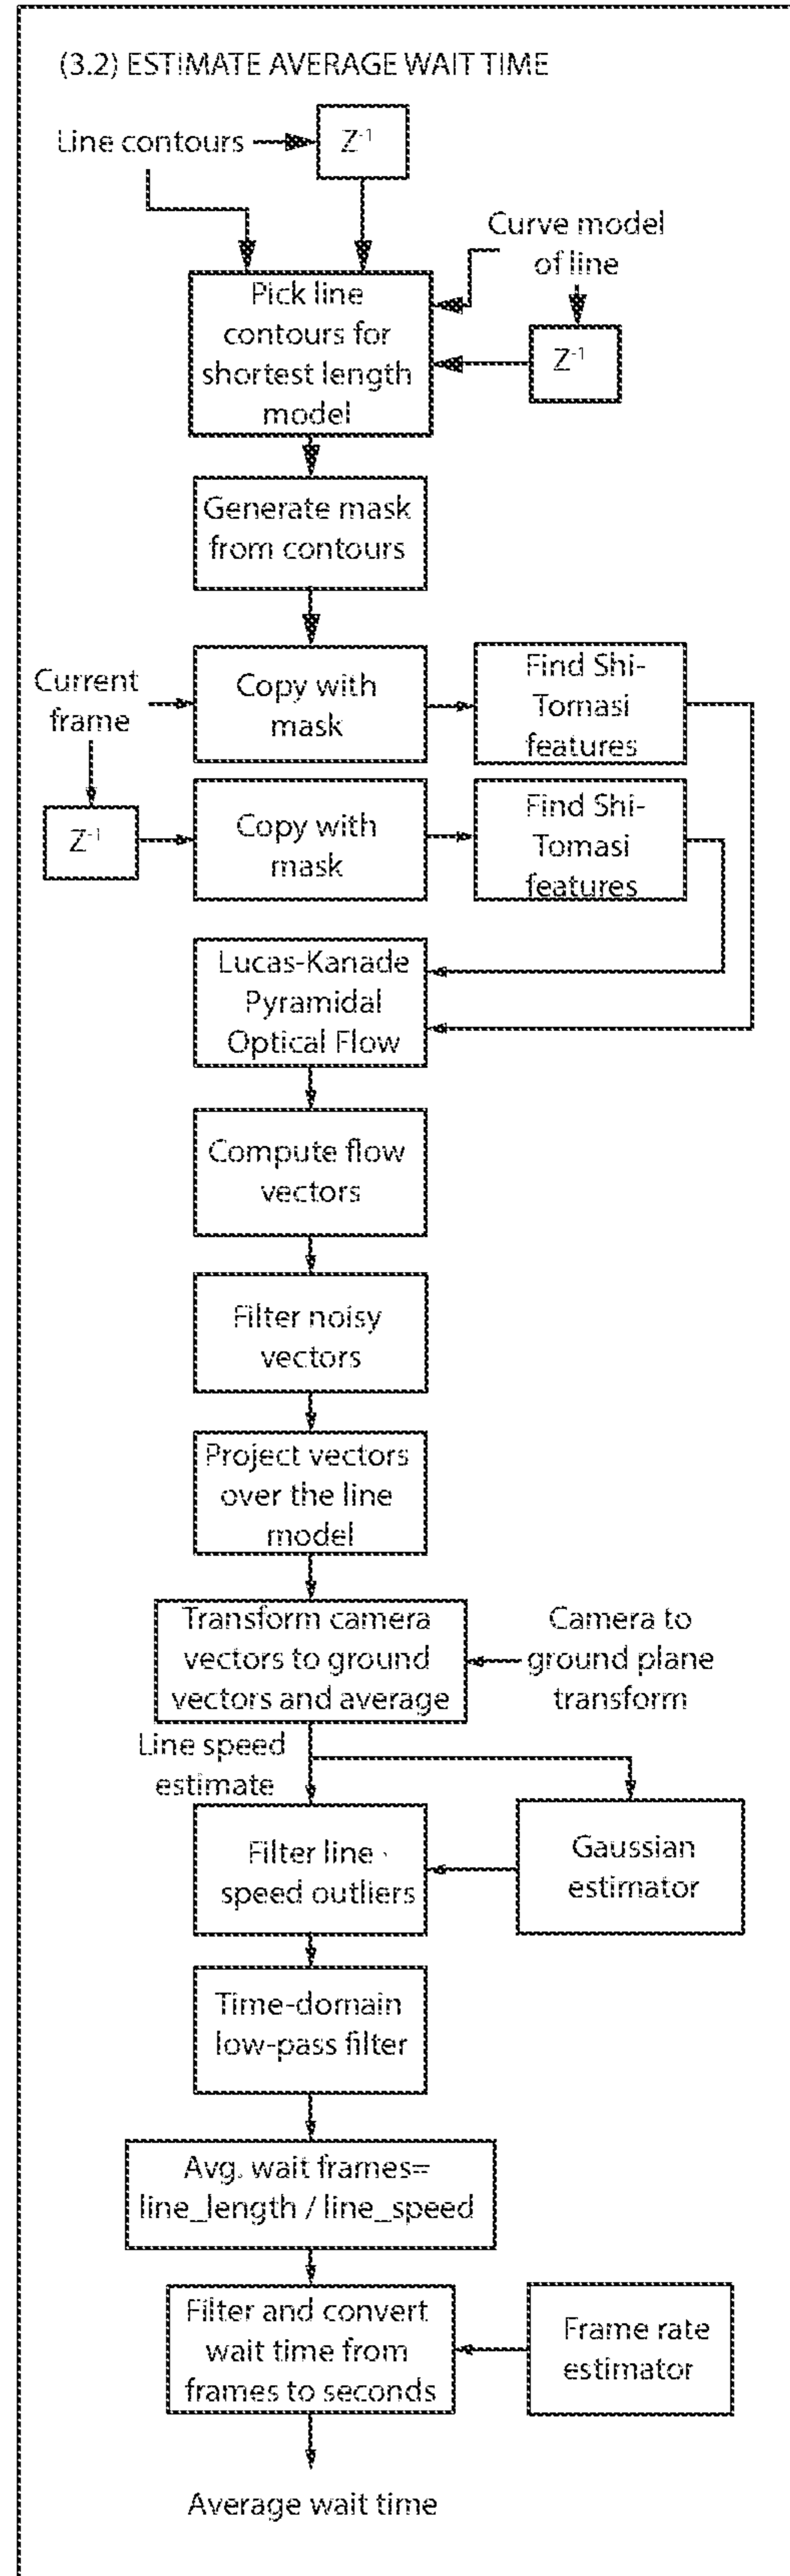 (3.2) ESTIMATE AVERAGE WAIT TIME
Line contours
Z-1
Curve model
of line
Pick line
contours for
shortest length
model
Z-1
Generate mask
from contours
Current
frame
Copy with
mask
Find Shi-
Tomasi
features
Z-1
Copy with
mask
Find Shi-
Tomasi
features
Lucas-Kanade
Pyramidal
Optical Flow
Compute flow
vectors
Filter noisy
vectors
Project vectors
over the line
model
Transform camera
vectors to ground
vectors and average
Camera to
ground plane
transform
Line speed
estimate
Filter line
speed outliers
Gaussian
estimator
Time-domain
low-pass filter
Avg. wait frames=
line_length / line_speed
Filter and convert
wait time from
frames to seconds
Frame rate
estimator
Average wait time